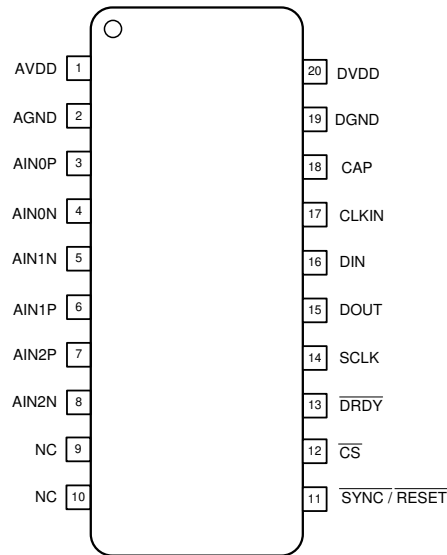 AVDD 1
AGND 2
AIN0P 3
AIN0N 4
AIN1N 5
AIN1P 6
AIN2P 7
AIN2N 8
NC 9
NC 10
20 DVDD
19 DGND
18 CAP
17 CLKIN
16 DIN
15 DOUT
14 SCLK
13 DRDY
12 CS
11 SYNC / RESET